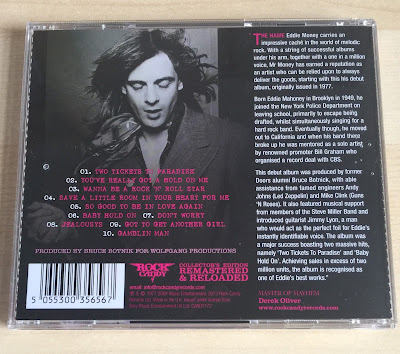 THE NAME Eddie Money carries an
impressive caché in the world of melodic
rock. With a string of successful albums
under his arm, together with a one in a million
voice, Mr Money has earned a reputation as
an artist who can be relied upon to always
deliver the goods, starting with this his debut
album, originally issued in 1977.
Born Eddie Mahoney in Brooklyn in 1949, he
joined the New York Police Department on
leaving school, primarily to escape being
drafted, whilst simultaneously singing for a
hard rock band. Eventually though, he moved
out to California and when his band there
broke up he was mentored as a solo artist
by renowned promoter Bill Graham who
organised a record deal with CBS.
This debut album was produced by former
Doors alumni Bruce Botnick, with able
assistance from famed engineers Andy
Johns (Led Zeppelin) and Mike Clink (Guns
'N Roses). It also featured musical support
from members of the Steve Miller Band and
introduced guitarist Jimmy Lyon, a man
who would act as the perfect foil for Eddie's
instantly identifiable voice. The album was a
major success boasting two massive hits,
namely 'Two Tickets To Paradise' and 'Baby
Hold On'. Achieving sales in excess of two
million units, the album is recognised as
one of Eddie's best works."
MASTER OF MAYHEM
Derek Oliver
www.rockcandyrecords.com
01. TWO TICKETS TO PARADISE
02. YOU'VE REALLY GOT A HOLD ON ME
03. WANNA BE A ROCK 'N' ROLL STAR
04. SAVE A LITTLE ROOM IN YOUR HEART FOR ME
05. SO GOOD TO BE IN LOVE AGAIN
06. BABY HOLD ON 07. DON'T WORRY
08. JEALOUSYS 09. GOT TO GET ANOTHER GIRL
10. GAMBLIN' MAN
PRODUCED BY BRUCE BOTNIK FOR WOLFGANG PRODUCTIONS
5 055300 356567
ROCK CANDY
COLLECTOR'S EDITION
REMASTERED
& RELOADED
email: info@rockcandyrecords.com
www.rockcandyrecords.com